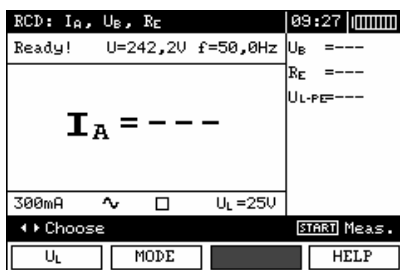 RCD: IA, UB, RE 09:27
Ready! U=242,2V f=50,0Hz
UB =---
RE =---
UL-PE=---
IA = ---
300mA ∿ □ UL=25V
◂▸ Choose START Meas.
UL MODE HELP